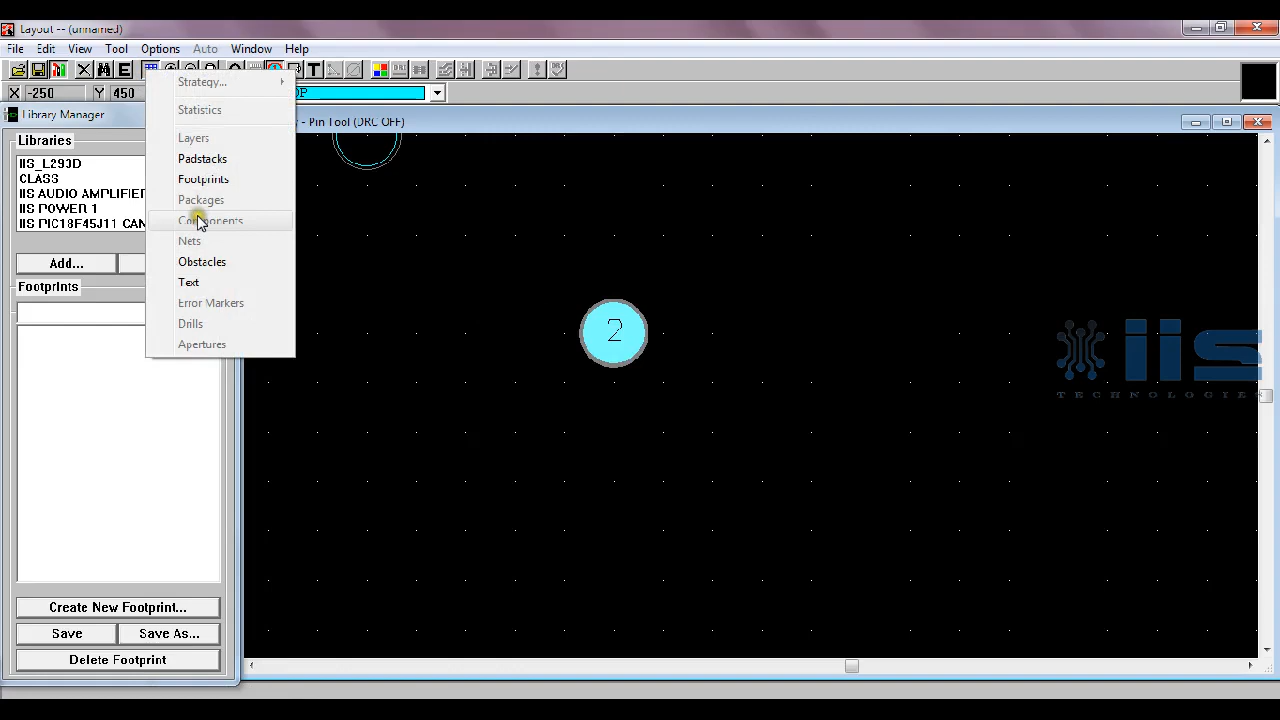 Layout -- (unnamed)
File Edit View Tool Options Auto Window Help
X -250 Y 450
Library Manager
- Pin Tool (DRC OFF)
Libraries
IIS_L293D
CLASS
IIS AUDIO AMPLIFIER
IIS POWER 1
IIS PIC18F45J11 CAN
Add...
Footprints
Strategy...
Statistics
Layers
Padstacks
Footprints
Packages
Components
Nets
Obstacles
Text
Error Markers
Drills
Apertures
2
iis
TECHNOLOGIES
Create New Footprint...
Save Save As...
Delete Footprint